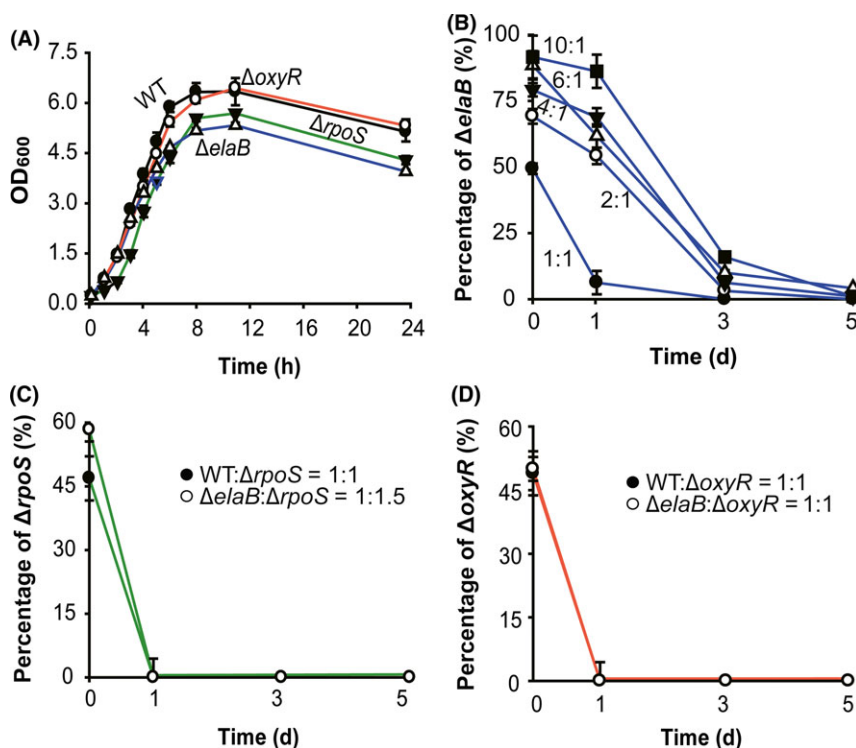 (A)
OD600
7.5
6.0
4.5
3.0
1.5
0.0
WT
ΔoxyR
ΔrpoS
ΔelaB
0 4 8 12 16 20 24
Time (h)
(B)
Percentage of ΔelaB (%)
100
75
50
25
0
10:1
6:1
4:1
2:1
1:1
0 1 3 5
Time (d)
(C)
Percentage of ΔrpoS (%)
60
45
30
15
0
WT:ΔrpoS = 1:1
ΔelaB:ΔrpoS = 1:1.5
0 1 3 5
Time (d)
(D)
Percentage of ΔoxyR (%)
60
45
30
15
0
WT:ΔoxyR = 1:1
ΔelaB:ΔoxyR = 1:1
0 1 3 5
Time (d)